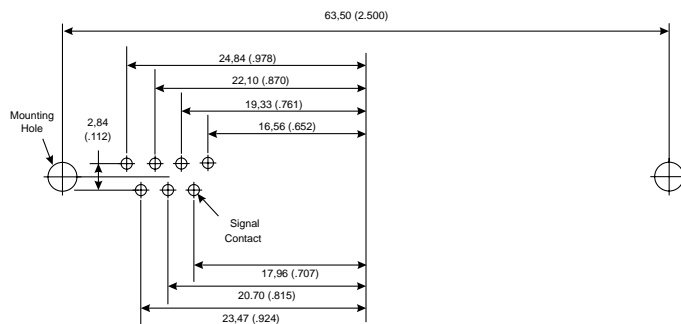 63,50 (2.500)
24,84 (.978)
22,10 (.870)
19,33 (.761)
16,56 (.652)
Mounting
Hole
2,84
(.112)
Signal
Contact
17,96 (.707)
20.70 (.815)
23,47 (.924)